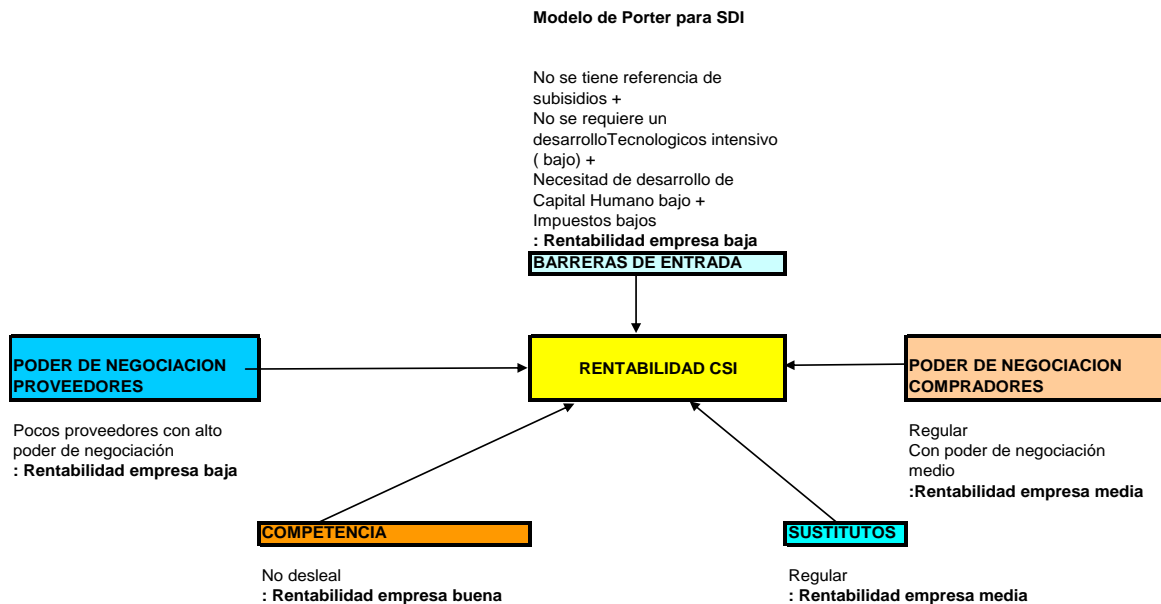 Modelo de Porter para SDI
No se tiene referencia de
subisidios +
No se requiere un
desarrolloTecnologicos intensivo
( bajo) +
Necesitad de desarrollo de
Capital Humano bajo +
Impuestos bajos
: Rentabilidad empresa baja
BARRERAS DE ENTRADA
PODER DE NEGOCIACION
PROVEEDORES
RENTABILIDAD CSI
PODER DE NEGOCIACION
COMPRADORES
Pocos proveedores con alto
poder de negociación
: Rentabilidad empresa baja
Regular
Con poder de negociación
medio
:Rentabilidad empresa media
COMPETENCIA
No desleal
: Rentabilidad empresa buena
SUSTITUTOS
Regular
: Rentabilidad empresa media